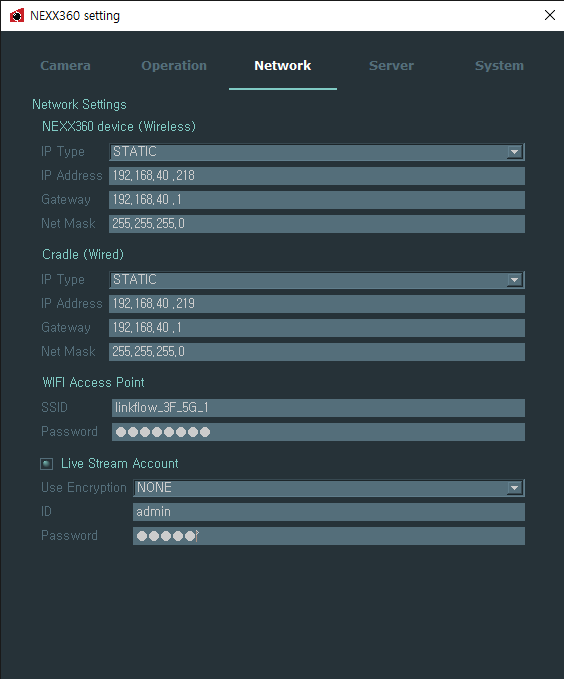 NEXX360 setting
Camera Operation Network Server System
Network Settings
NEXX360 device (Wireless)
IP Type STATIC
IP Address 192,168,40 ,218
Gateway 192,168,40 ,1
Net Mask 255,255,255,0
Cradle (Wired)
IP Type STATIC
IP Address 192,168,40 ,219
Gateway 192,168,40 ,1
Net Mask 255,255,255,0
WIFI Access Point
SSID linkflow_3F_5G_1
Password ●●●●●●●●
Live Stream Account
Use Encryption NONE
ID admin
Password ●●●●●